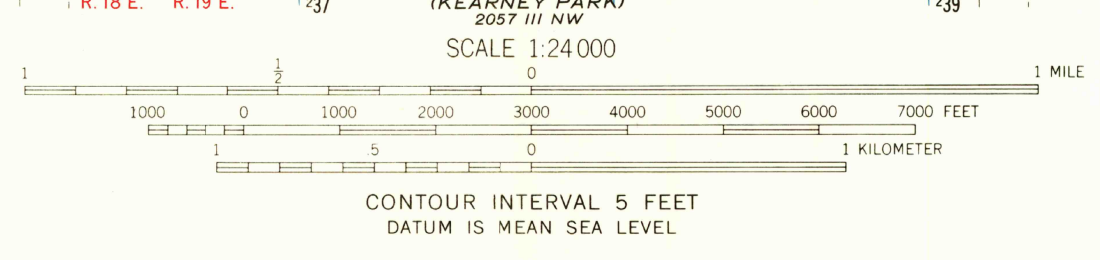 R. 18 E. R. 19 E. 237 (KEARNEY PARK) 239
2057 III NW
SCALE 1:24 000
1 1/2 0 1 MILE
1000 0 1000 2000 3000 4000 5000 6000 7000 FEET
1 .5 0 1 KILOMETER
CONTOUR INTERVAL 5 FEET
DATUM IS MEAN SEA LEVEL